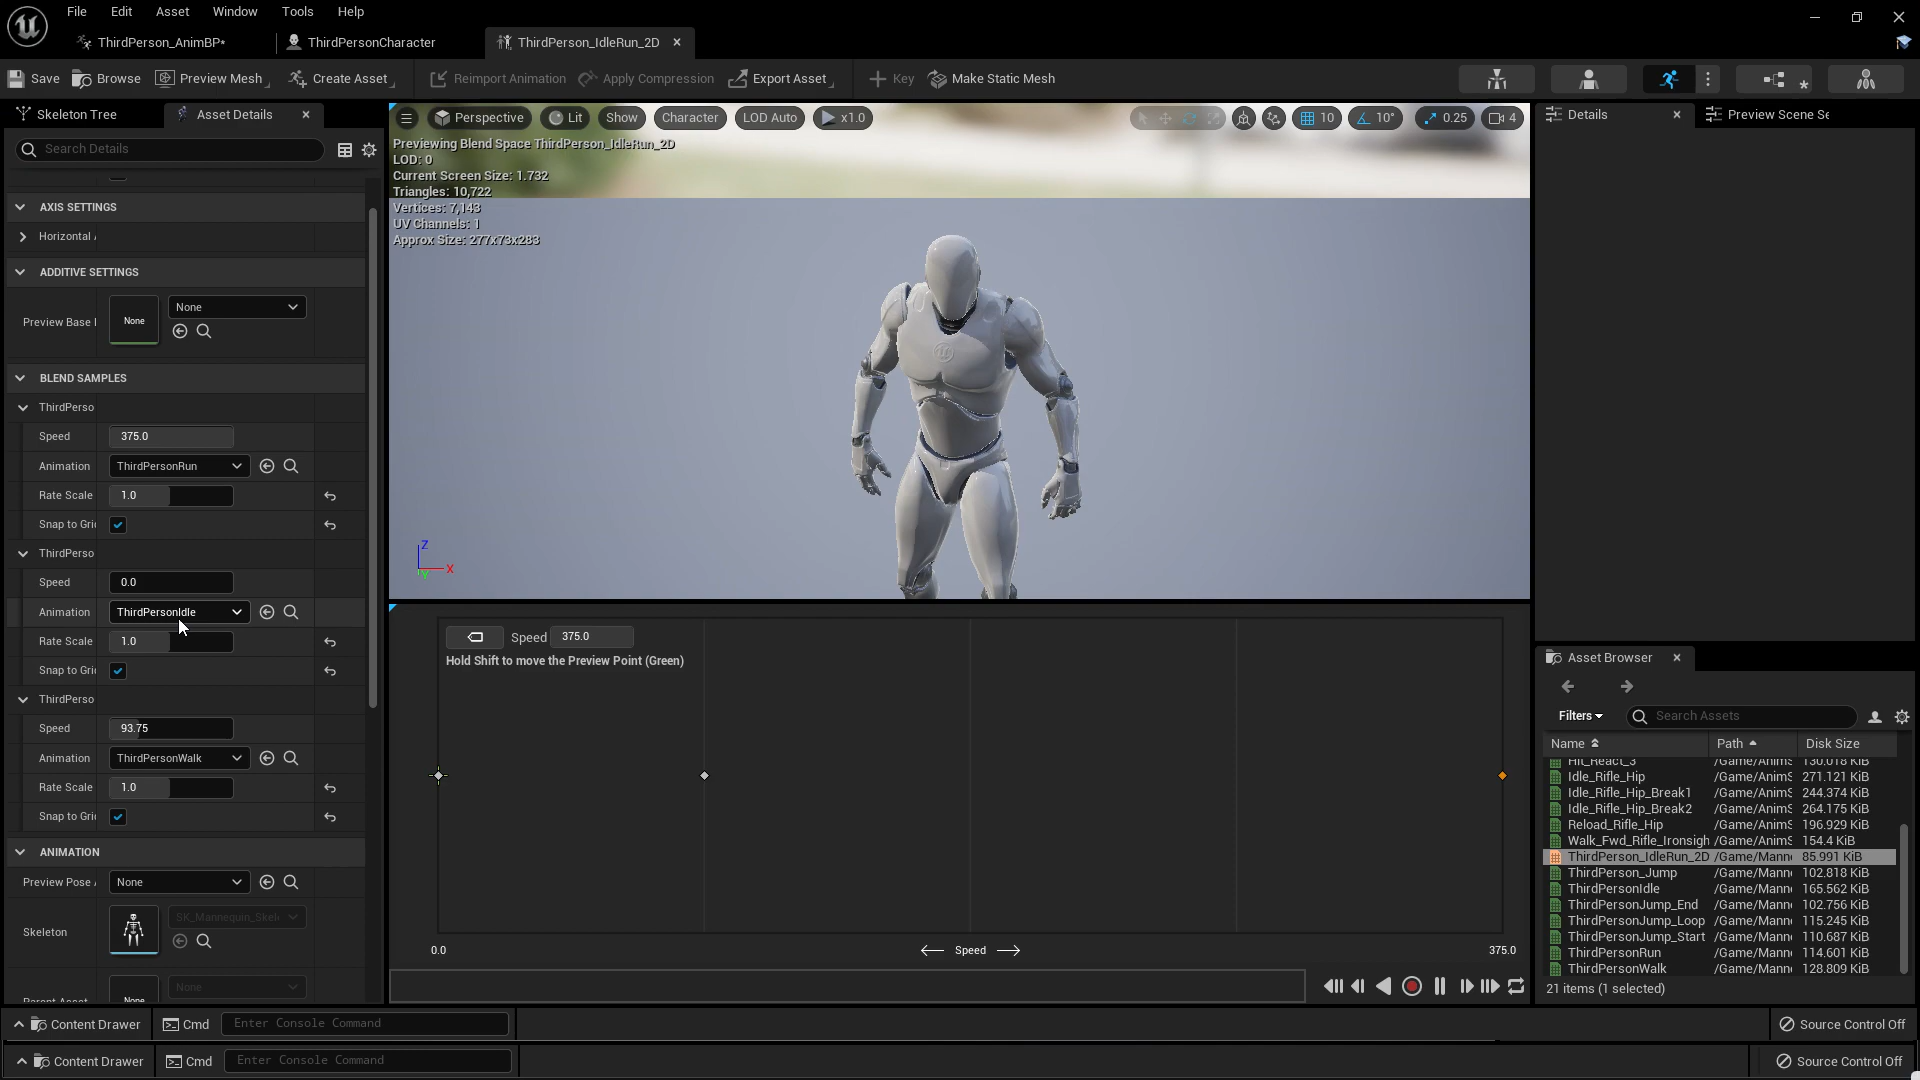 File Edit Asset Window Tools Help
ThirdPerson_AnimBP* ThirdPersonCharacter ThirdPerson_IdleRun_2D
Save Browse Preview Mesh Create Asset Reimport Animation Apply Compression Export Asset Key Make Static Mesh
Skeleton Tree Asset Details
Search Details
AXIS SETTINGS
Horizontal
ADDITIVE SETTINGS
Preview Base None None
BLEND SAMPLES
ThirdPerso
Speed 375.0
Animation ThirdPersonRun
Rate Scale 1.0
Snap to Gri
ThirdPerso
Speed 0.0
Animation ThirdPersonIdle
Rate Scale 1.0
Snap to Gri
ThirdPerso
Speed 93.75
Animation ThirdPersonWalk
Rate Scale 1.0
Snap to Gri
ANIMATION
Preview Pose None
Skeleton SK_Mannequin_Skel
Parent Asset None None
Perspective Lit Show Character LOD Auto x1.0 10 10° 0.25 4
Previewing Blend Space ThirdPerson_IdleRun_2D
LOD: 0
Current Screen Size: 1.732
Triangles: 10,722
Vertices: 7,143
UV Channels: 1
Approx Size: 277x73x283
Z
X
Y
Speed 375.0
Hold Shift to move the Preview Point (Green)
0.0 Speed 375.0
Details Preview Scene Se
Asset Browser
Filters Search Assets
Name Path Disk Size
Hit_React_3 /Game/AnimS 130.018 KiB
Idle_Rifle_Hip /Game/AnimS 271.121 KiB
Idle_Rifle_Hip_Break1 /Game/AnimS 244.374 KiB
Idle_Rifle_Hip_Break2 /Game/AnimS 264.175 KiB
Reload_Rifle_Hip /Game/AnimS 196.929 KiB
Walk_Fwd_Rifle_Ironsigh /Game/AnimS 154.4 KiB
ThirdPerson_IdleRun_2D /Game/Manne 85.991 KiB
ThirdPerson_Jump /Game/Manne 102.818 KiB
ThirdPersonIdle /Game/Manne 165.562 KiB
ThirdPersonJump_End /Game/Manne 102.756 KiB
ThirdPersonJump_Loop /Game/Manne 115.245 KiB
ThirdPersonJump_Start /Game/Manne 110.687 KiB
ThirdPersonRun /Game/Manne 114.601 KiB
ThirdPersonWalk /Game/Manne 128.809 KiB
21 items (1 selected)
Content Drawer Cmd Enter Console Command Source Control Off
Content Drawer Cmd Enter Console Command Source Control Off